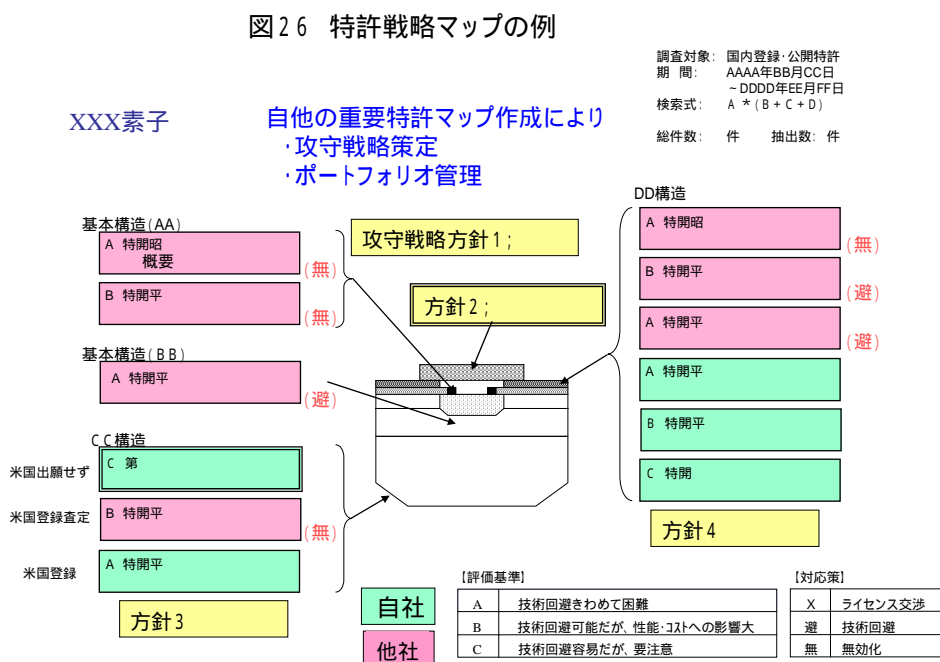 図26 特許戦略マップの例
調査対象: 国内登録・公開特許
期 間: AAAA年BB月CC日
~DDDD年EE月FF日
検索式: A *(B+C+D)
総件数: 件 抽出数: 件
XXX素子
自他の重要特許マップ作成により
・攻守戦略策定
・ポートフォリオ管理
基本構造(AA)
A 特開昭
概要
(無)
B 特開平
(無)
基本構造(BB)
A 特開平
(避)
CC構造
米国出願せず
C 第
米国登録査定
B 特開平
(無)
米国登録
A 特開平
方針3
攻守戦略方針1;
方針2;
DD構造
A 特開昭
(無)
B 特開平
(避)
A 特開平
(避)
A 特開平
B 特開平
C 特開
方針4
自社
他社
【評価基準】
A 技術回避きわめて困難
B 技術回避可能だが、性能・コストへの影響大
C 技術回避容易だが、要注意
【対応策】
X ライセンス交渉
避 技術回避
無 無効化